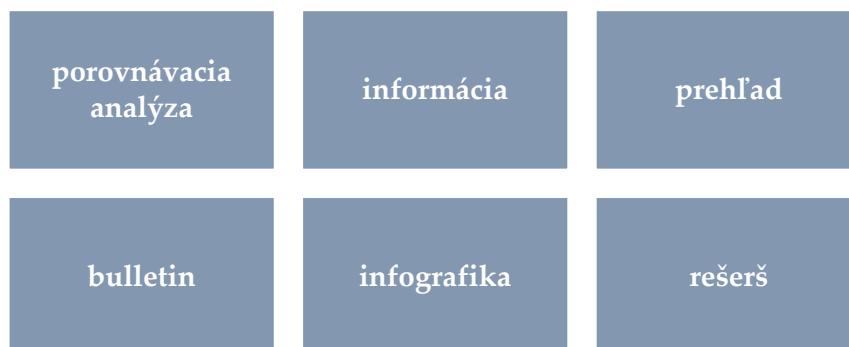 porovnávacia
analýza
informácia
prehľad
bulletin
infografika
rešerš